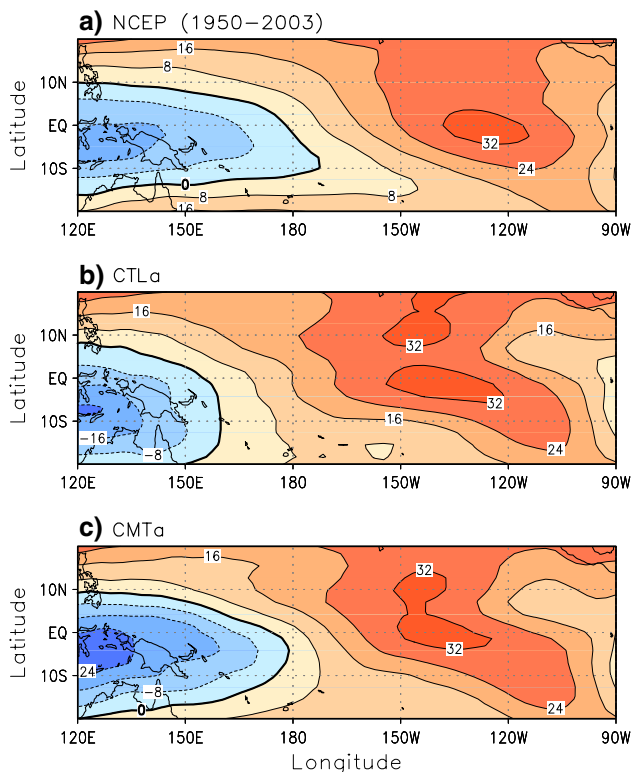 a) NCEP (1950-2003)
16
8
10N
EQ
10S
Latitude
32
24
0
8
8
16
120E 150E 180 150W 120W 90W
b) CTLa
16
16
10N
32
EQ
Latitude
32
10S
16
-16
-8
24
120E 150E 180 150W 120W 90W
c) CMTa
16
32
10N
EQ
Latitude
32
10S
24
-8
24
0
120E 150E 180 150W 120W 90W
Longitude